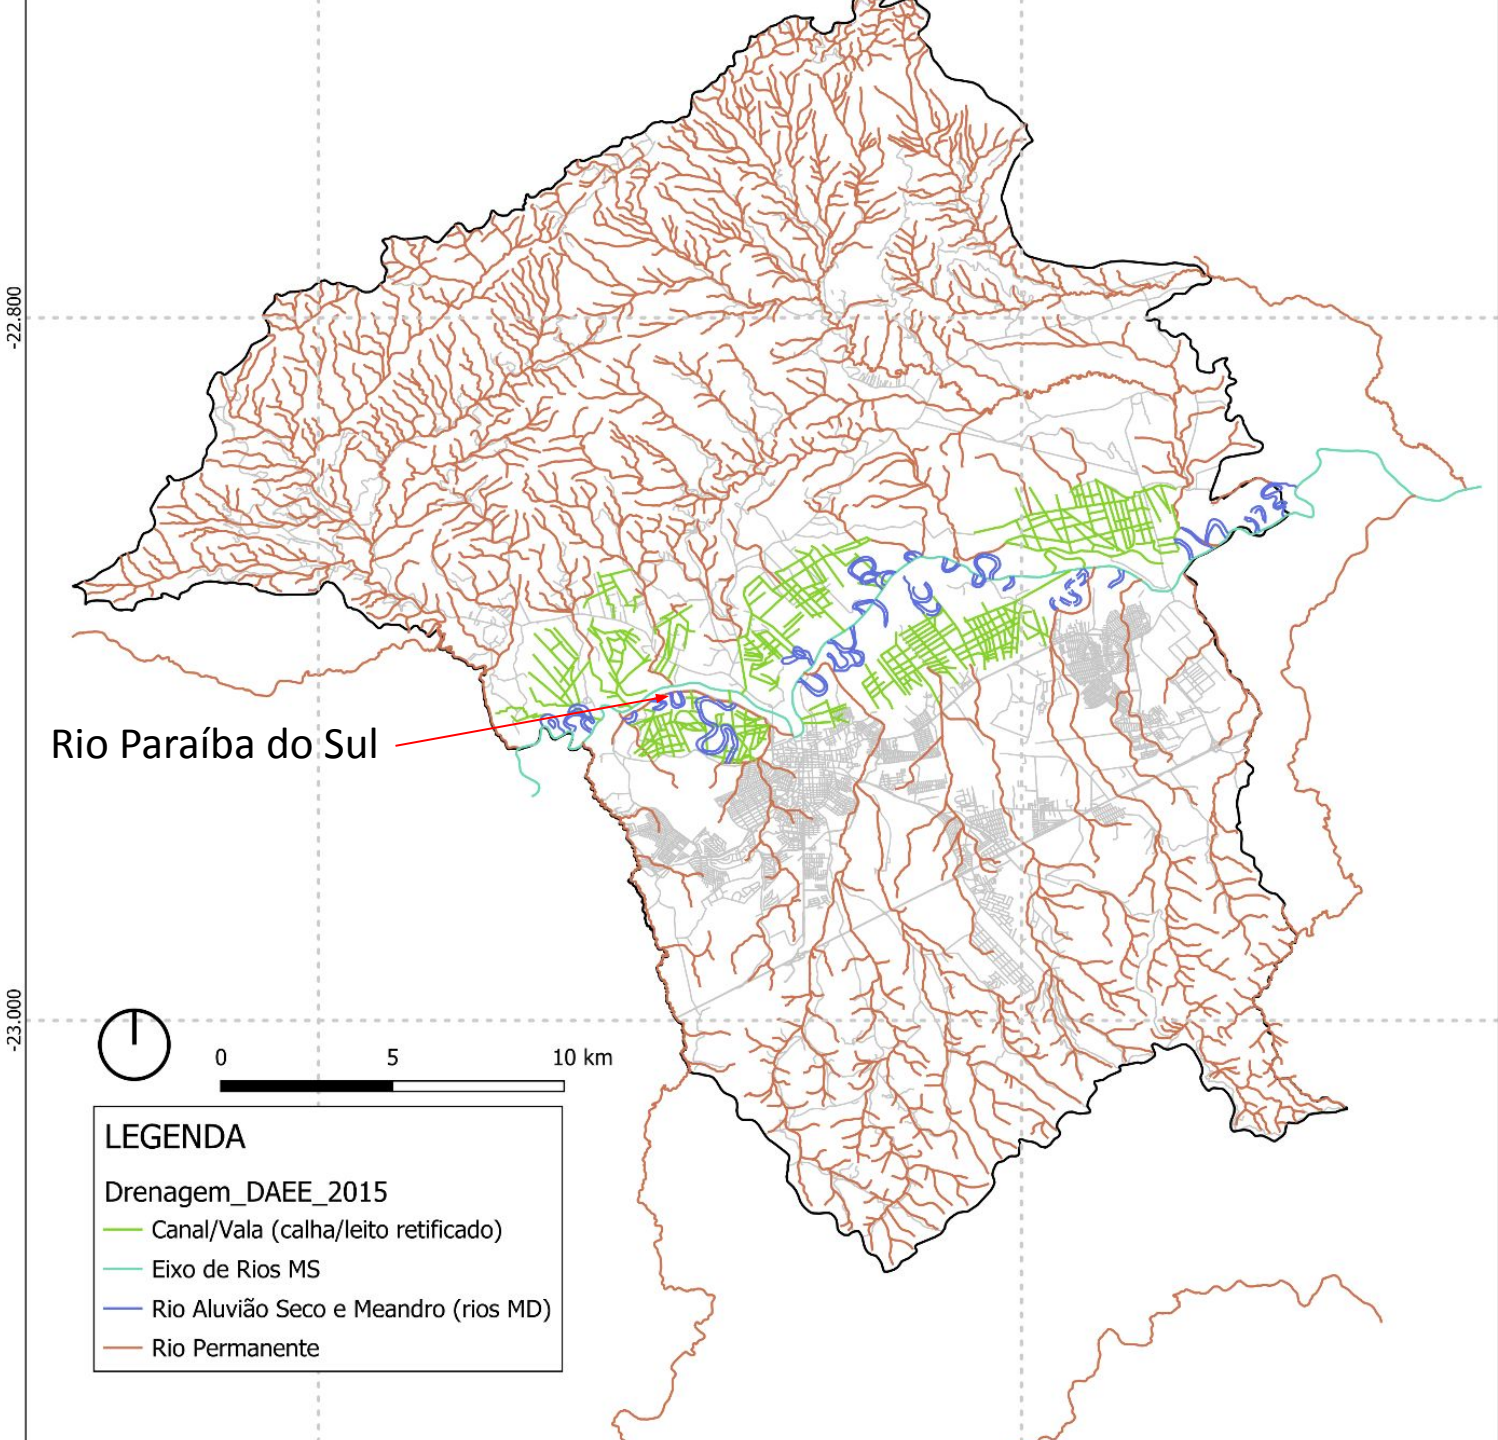 -22.800
Rio Paraíba do Sul
-23.000
0 5 10 km
LEGENDA
Drenagem_DAEE_2015
Canal/Vala (calha/leito retificado)
Eixo de Rios MS
Rio Aluvião Seco e Meandro (rios MD)
Rio Permanente